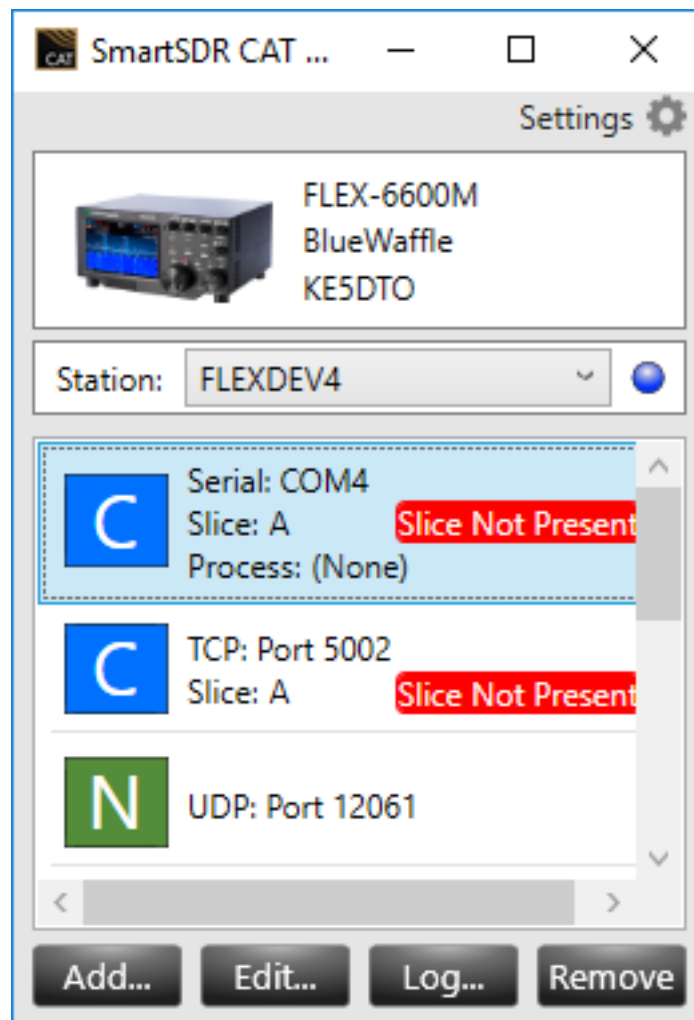 CAT
SmartSDR CAT ...
Settings
FLEX-6600M
BlueWaffle
KE5DTO
Station:
FLEXDEV4
C
Serial: COM4
Slice: A
Slice Not Present
Process: (None)
C
TCP: Port 5002
Slice: A
Slice Not Present
N
UDP: Port 12061
Add...
Edit...
Log...
Remove